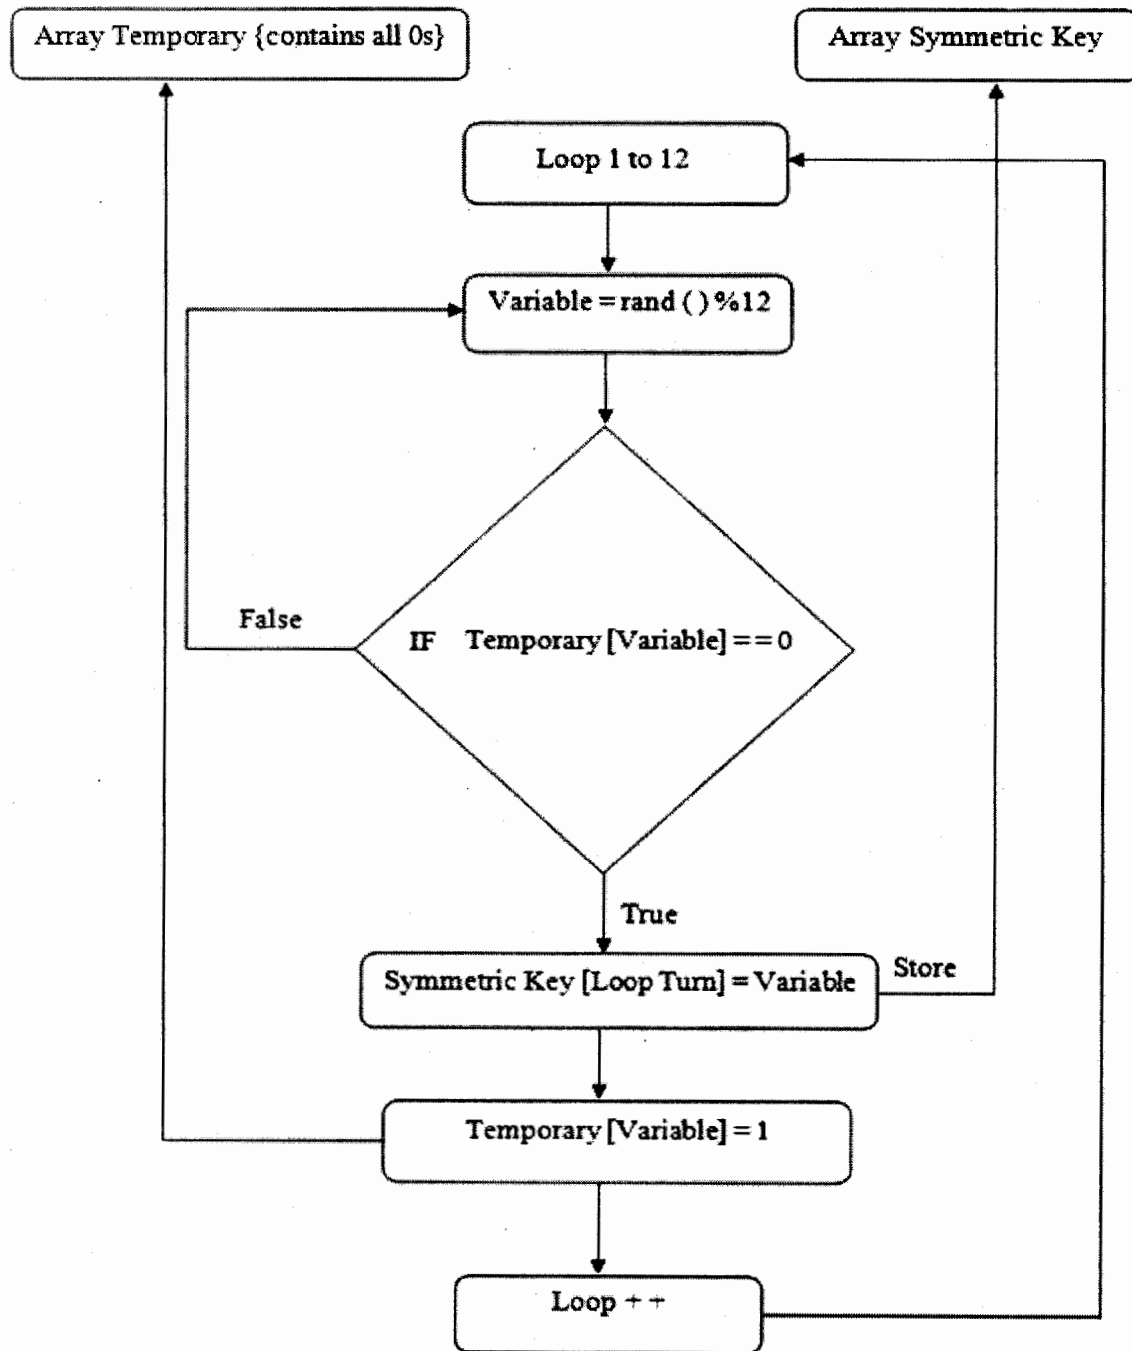 Array Temporary {contains all 0s}
Array Symmetric Key
Loop 1 to 12
Variable = rand ( ) %12
False
IF Temporary [Variable] == 0
True
Symmetric Key [Loop Turn] = Variable
Store
Temporary [Variable] = 1
Loop + +